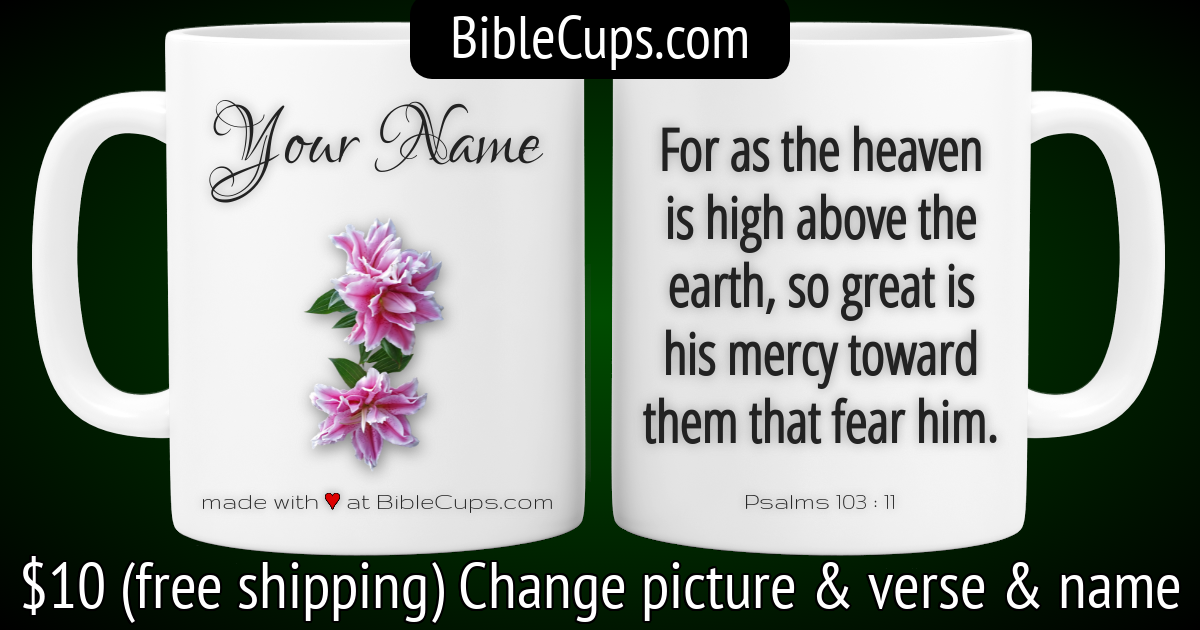 BibleCups.com
Your Name
made with ♥ at BibleCups.com
For as the heaven
is high above the
earth, so great is
his mercy toward
them that fear him.
Psalms 103 : 11
$10 (free shipping) Change picture & verse & name